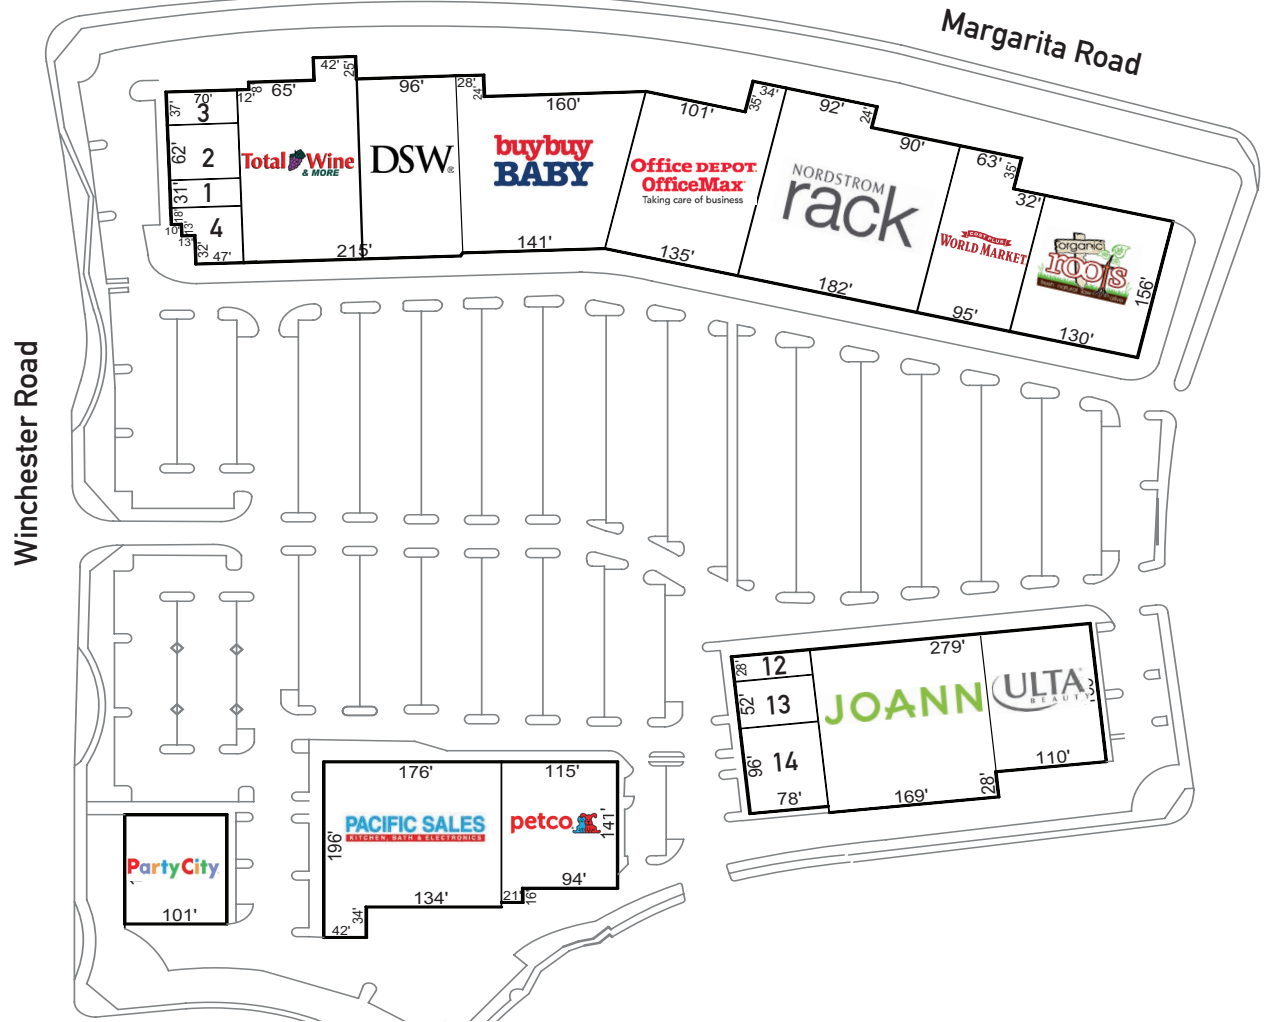 Margarita Road
Winchester Road
42'
25'
70'
12'
8'
65'
96'
28'
24'
160'
101'
35'
34'
92'
24'
90'
63'
35'
32'
37'
3
62'
2
31'
1
18'
10'
13'
4
13'
32'
47'
Total Wine
& MORE
DSW
buybuy
BABY
Office DEPOT
OfficeMax
Taking care of business
NORDSTROM
rack
COST PLUS
WORLD MARKET
organic
roots
156'
215'
141'
135'
182'
95'
130'
28'
12
52'
13
96'
14
78'
279'
JOANN
169'
28'
ULTA
BEAUTY
110'
176'
115'
PACIFIC SALES
KITCHEN, BATH & ELECTRONICS
196'
petco
141'
134'
21'
16'
94'
34'
42'
PartyCity
101'